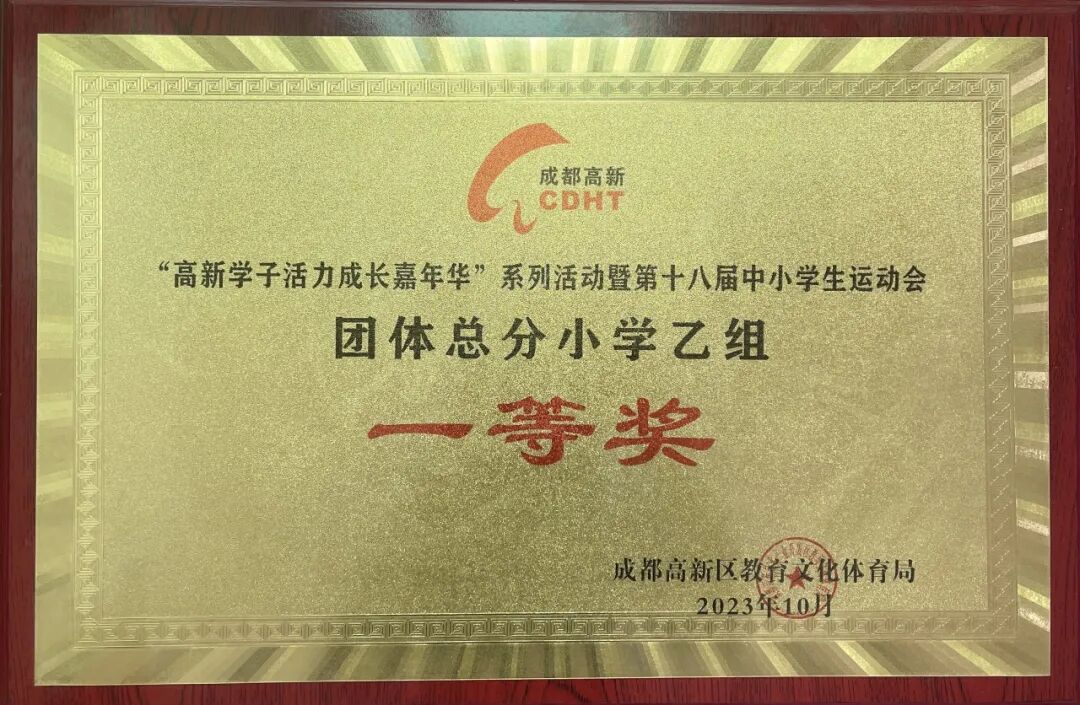 成都高新
CDHT
“高新学子活力成长嘉年华”系列活动暨第十八届中小学生运动会
团体总分小学乙组
一等奖
成都高新区教育文化体育局
2023年10月